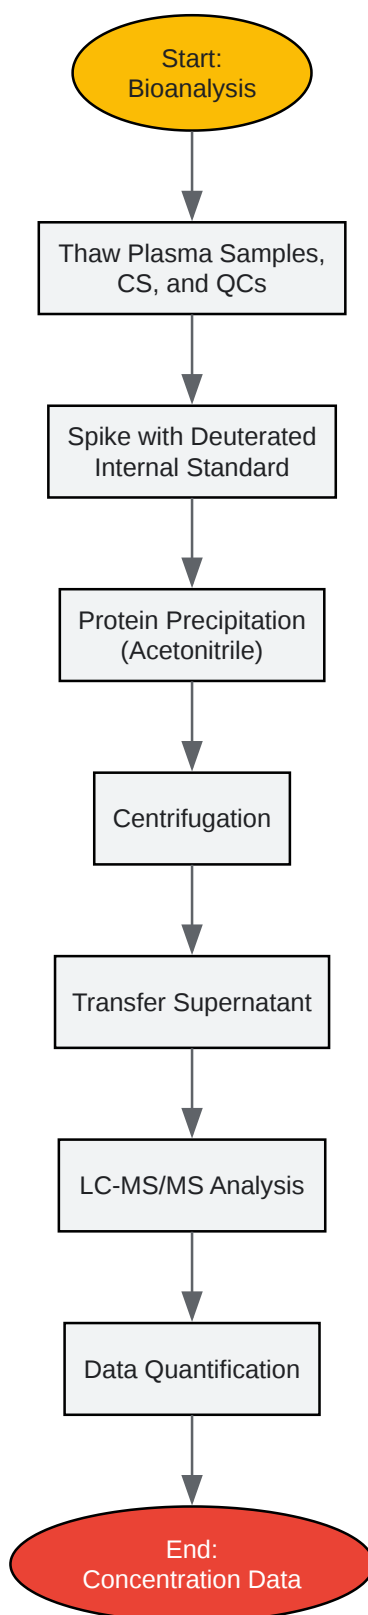 Start:
Bioanalysis
Thaw Plasma Samples,
CS, and QCs
Spike with Deuterated
Internal Standard
Protein Precipitation
(Acetonitrile)
Centrifugation
Transfer Supernatant
LC-MS/MS Analysis
Data Quantification
End:
Concentration Data